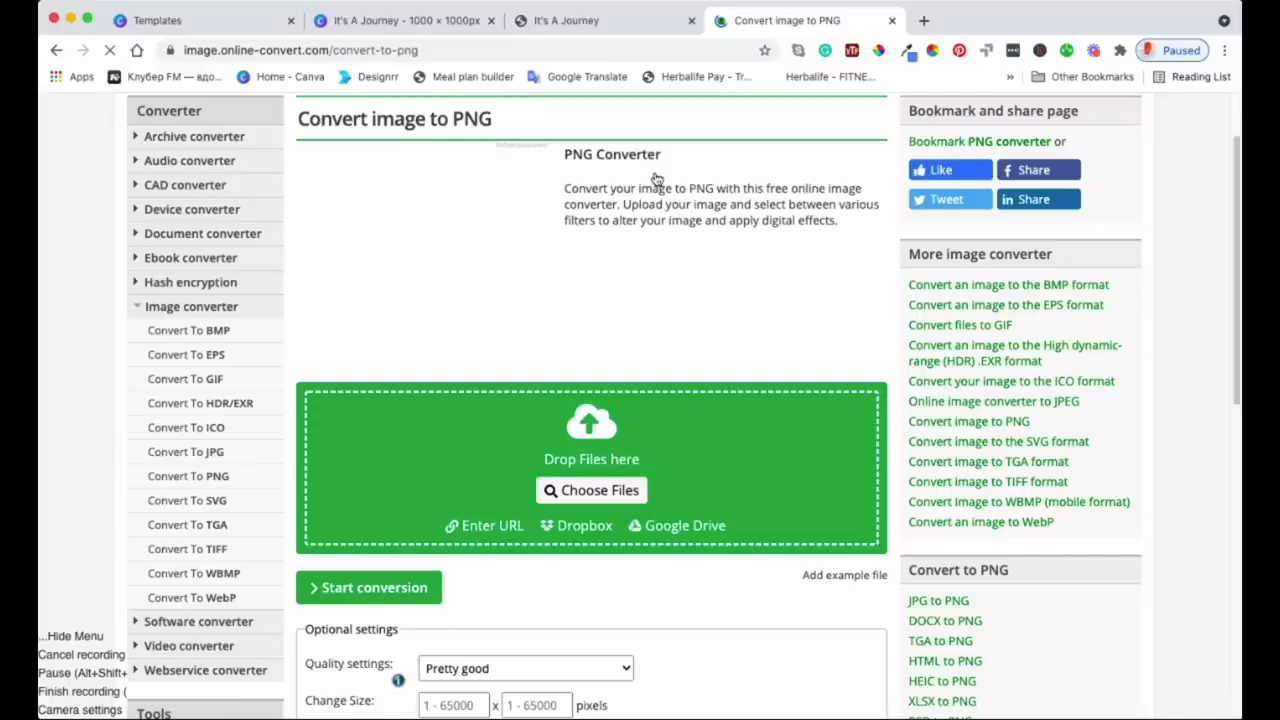 Templates
It's A Journey - 1000 × 1000px
It's A Journey
Convert image to PNG
image.online-convert.com/convert-to-png
Paused
Apps
Клубер FM — вдо...
Home - Canva
Designrr
Meal plan builder
Google Translate
Herbalife Pay - Tr...
Herbalife - FITNE...
»
Other Bookmarks
Reading List
Converter
Archive converter
Audio converter
CAD converter
Device converter
Document converter
Ebook converter
Hash encryption
Image converter
Convert To BMP
Convert To EPS
Convert To GIF
Convert To HDR/EXR
Convert To ICO
Convert To JPG
Convert To PNG
Convert To SVG
Convert To TGA
Convert To TIFF
Convert To WBMP
Convert To WebP
Software converter
Video converter
Webservice converter
Tools
...Hide Menu
Cancel recording
Pause (Alt+Shift+
Finish recording (
Camera settings
Convert image to PNG
Advertisement
PNG Converter
Convert your image to PNG with this free online image
converter. Upload your image and select between various
filters to alter your image and apply digital effects.
Drop Files here
Choose Files
Enter URL
Dropbox
Google Drive
Start conversion
Add example file
Optional settings
Quality settings:
Pretty good
Change Size:
1 - 65000
x
1 - 65000
pixels
Bookmark and share page
Bookmark PNG converter or
Like
Share
Tweet
Share
More image converter
Convert an image to the BMP format
Convert an image to the EPS format
Convert files to GIF
Convert an image to the High dynamic-
range (HDR) .EXR format
Convert your image to the ICO format
Online image converter to JPEG
Convert image to PNG
Convert image to the SVG format
Convert image to TGA format
Convert image to TIFF format
Convert image to WBMP (mobile format)
Convert an image to WebP
Convert to PNG
JPG to PNG
DOCX to PNG
TGA to PNG
HTML to PNG
HEIC to PNG
XLSX to PNG